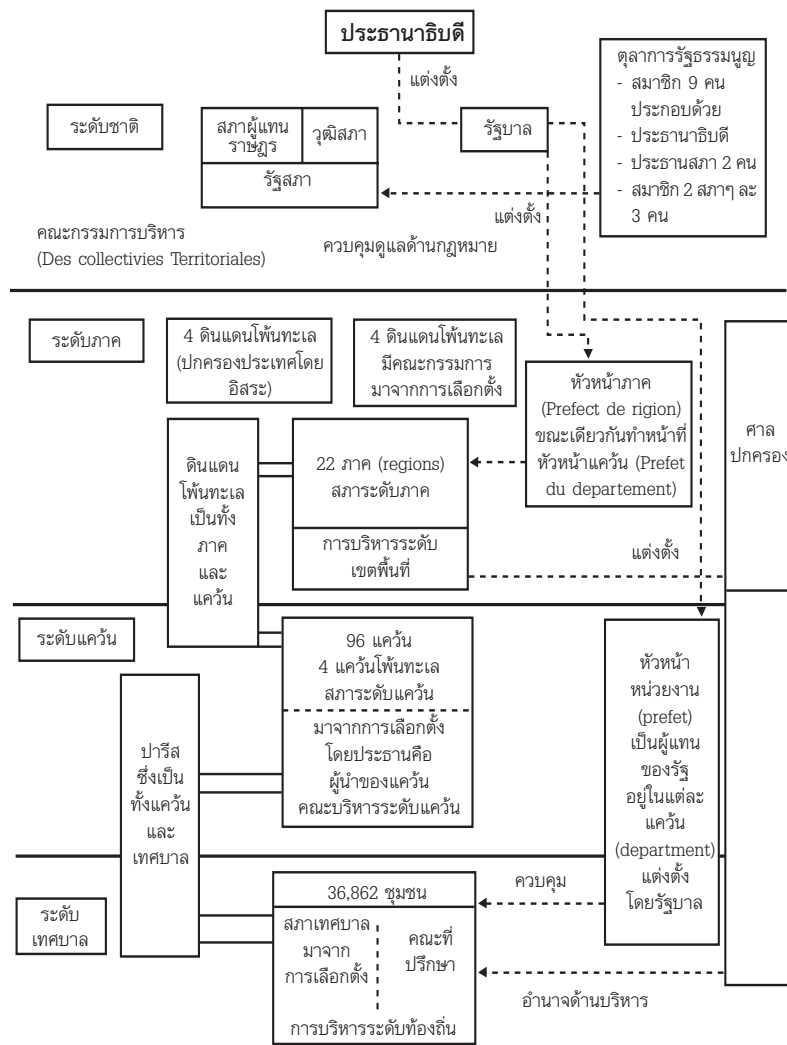 ประธานาธิบดี
แต่งตั้ง
ตุลาการรัฐธรรมนูญ
- สมาชิก 9 คน
ประกอบด้วย
- ประธานาธิบดี
- ประธานสภา 2 คน
- สมาชิก 2 สภาๆ ละ
3 คน
ระดับชาติ
สภาผู้แทน
ราษฎร
วุฒิสภา
รัฐสภา
รัฐบาล
แต่งตั้ง
คณะกรรมการบริหาร
(Des collectivies Territoriales)
ควบคุมดูแลด้านกฎหมาย
ระดับภาค
4 ดินแดนโพ้นทะเล
(ปกครองประเทศโดย
อิสระ)
4 ดินแดนโพ้นทะเล
มีคณะกรรมการ
มาจากการเลือกตั้ง
หัวหน้าภาค
(Prefect de rigion)
ขณะเดียวกันทำหน้าที่
หัวหน้าแคว้น (Prefet
du departement)
ศาล
ปกครอง
ดินแดน
โพ้นทะเล
เป็นทั้ง
ภาค
และ
แคว้น
22 ภาค (regions)
สภาระดับภาค
การบริหารระดับ
เขตพื้นที่
แต่งตั้ง
ระดับแคว้น
96 แคว้น
4 แคว้นโพ้นทะเล
สภาระดับแคว้น
มาจากการเลือกตั้ง
โดยประธานคือ
ผู้นำของแคว้น
คณะบริหารระดับแคว้น
หัวหน้า
หน่วยงาน
(prefet)
เป็นผู้แทน
ของรัฐ
อยู่ในแต่ละ
แคว้น
(department)
แต่งตั้ง
โดยรัฐบาล
ปารีส
ซึ่งเป็น
ทั้งแคว้น
และ
เทศบาล
ระดับ
เทศบาล
36,862 ชุมชน
สภาเทศบาล
มาจาก
การเลือกตั้ง
คณะที่
ปรึกษา
การบริหารระดับท้องถิ่น
ควบคุม
อำนาจด้านบริหาร